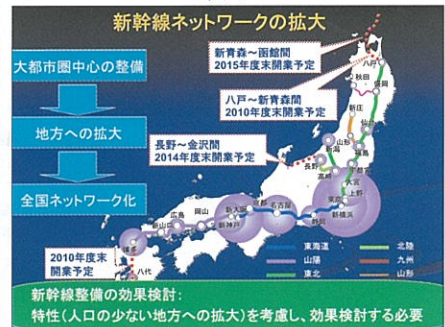 新幹線ネットワークの拡大
大都市圏中心の整備
地方への拡大
全国ネットワーク化
新青森～函館間
2015年度末開業予定
八戸～新青森間
2010年度末開業予定
長野～金沢間
2014年度末開業予定
2010年度末
開業予定
八戸
秋田
盛岡
新庄
仙台
山形
新潟
福島
長野
高崎
宇都宮
大宮
上野
東京
新横浜
静岡
名古屋
京都
新大阪
新神戸
岡山
広島
新山口
博多
八代
東海道
山陽
東北
北陸
九州
山形
新幹線整備の効果検討：
特性（人口の少ない地方への拡大）を考慮し、効果検討する必要